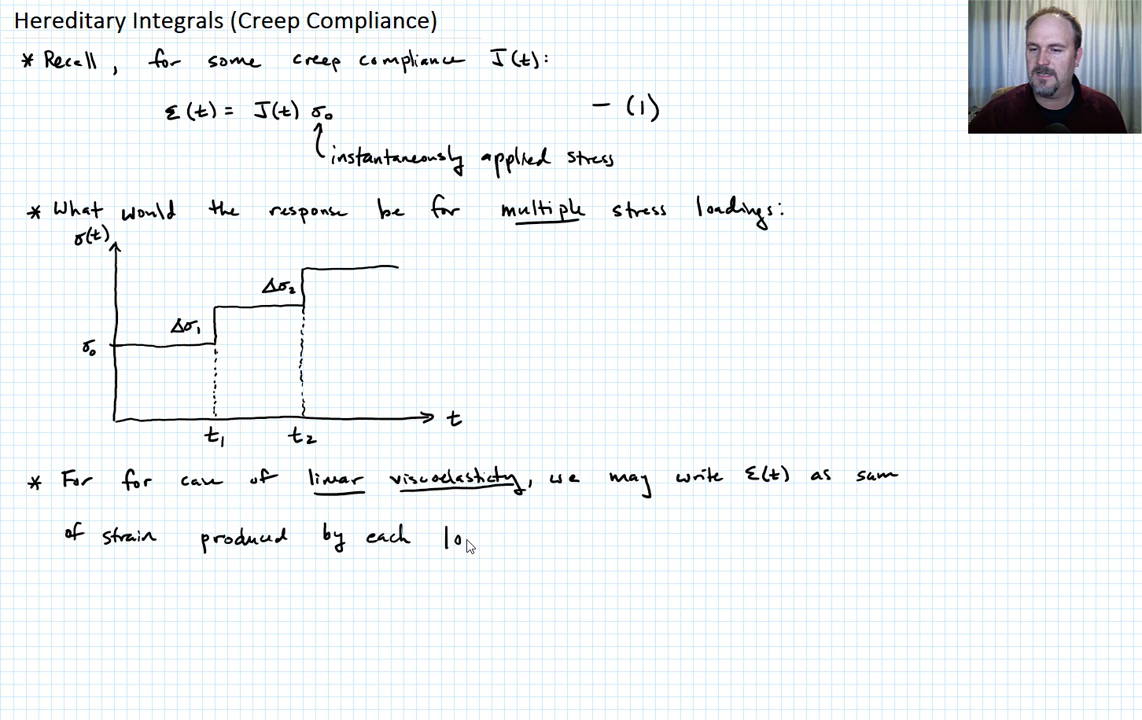 Hereditary Integrals (Creep Compliance)
* Recall, for some creep compliance J(t):
ε(t) = J(t) σ₀ — (1)
instantaneously applied stress
* What would the response be for multiple stress loadings:
σ(t)
Δσ₂
Δσ₁
σ₀
t
t₁ t₂
* For for case of linear viscoelasticty, we may write ε(t) as sum
of strain produced by each lo